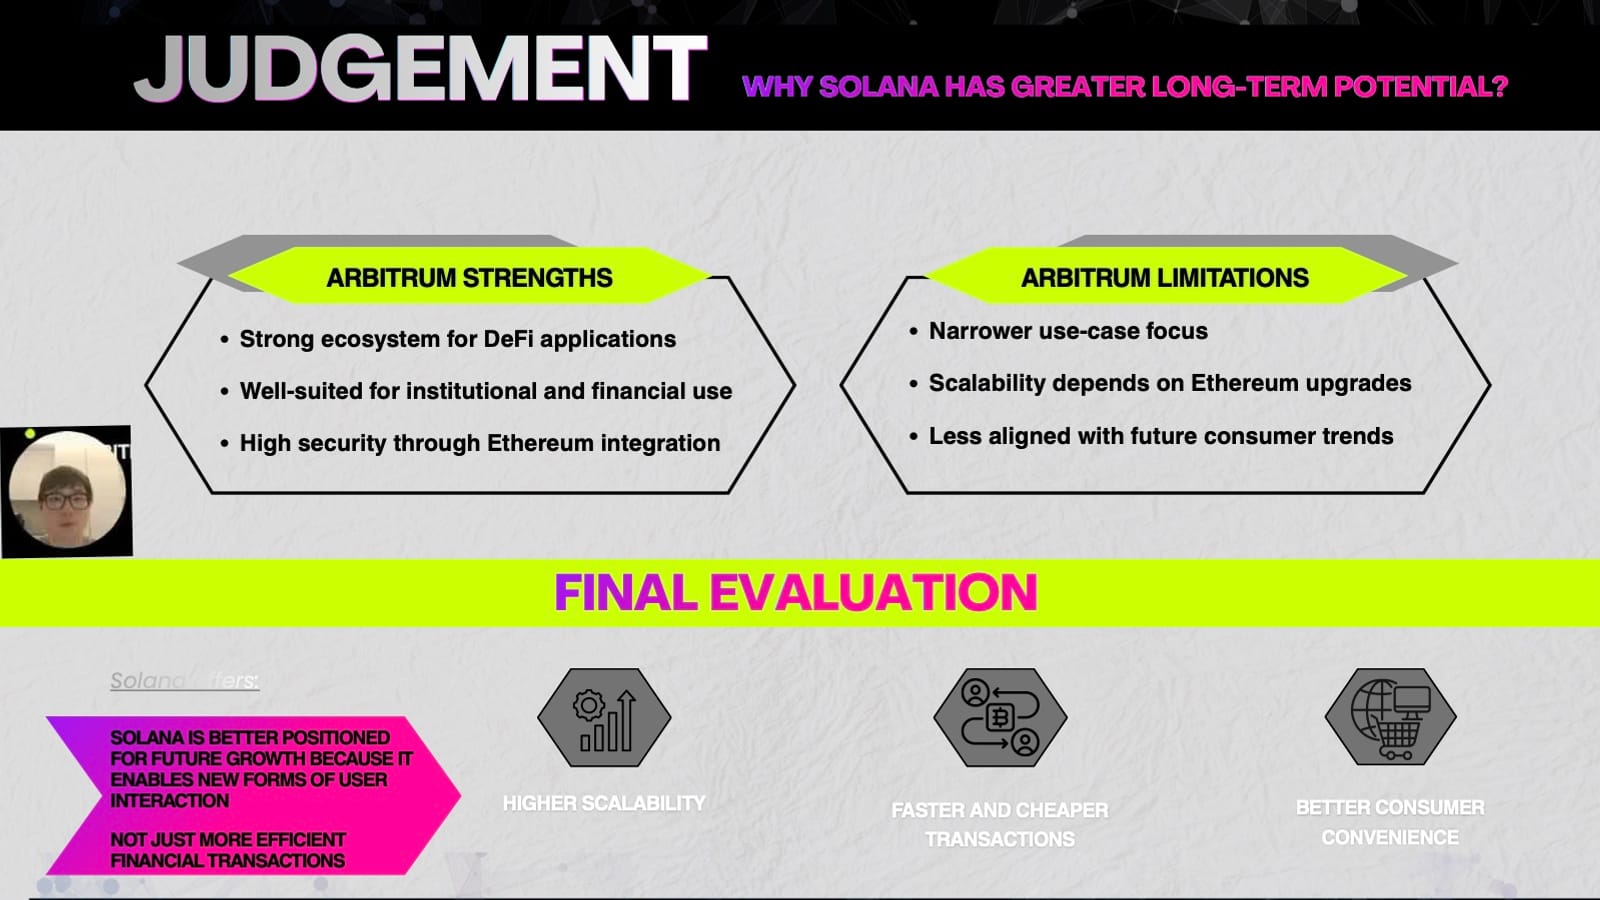 JUDGEMENT
WHY SOLANA HAS GREATER LONG-TERM POTENTIAL?
ARBITRUM STRENGTHS
• Strong ecosystem for DeFi applications
• Well-suited for institutional and financial use
• High security through Ethereum integration
ARBITRUM LIMITATIONS
• Narrower use-case focus
• Scalability depends on Ethereum upgrades
• Less aligned with future consumer trends
FINAL EVALUATION
Solana offers:
SOLANA IS BETTER POSITIONED
FOR FUTURE GROWTH BECAUSE IT
ENABLES NEW FORMS OF USER
INTERACTION
NOT JUST MORE EFFICIENT
FINANCIAL TRANSACTIONS
HIGHER SCALABILITY
FASTER AND CHEAPER
TRANSACTIONS
BETTER CONSUMER
CONVENIENCE